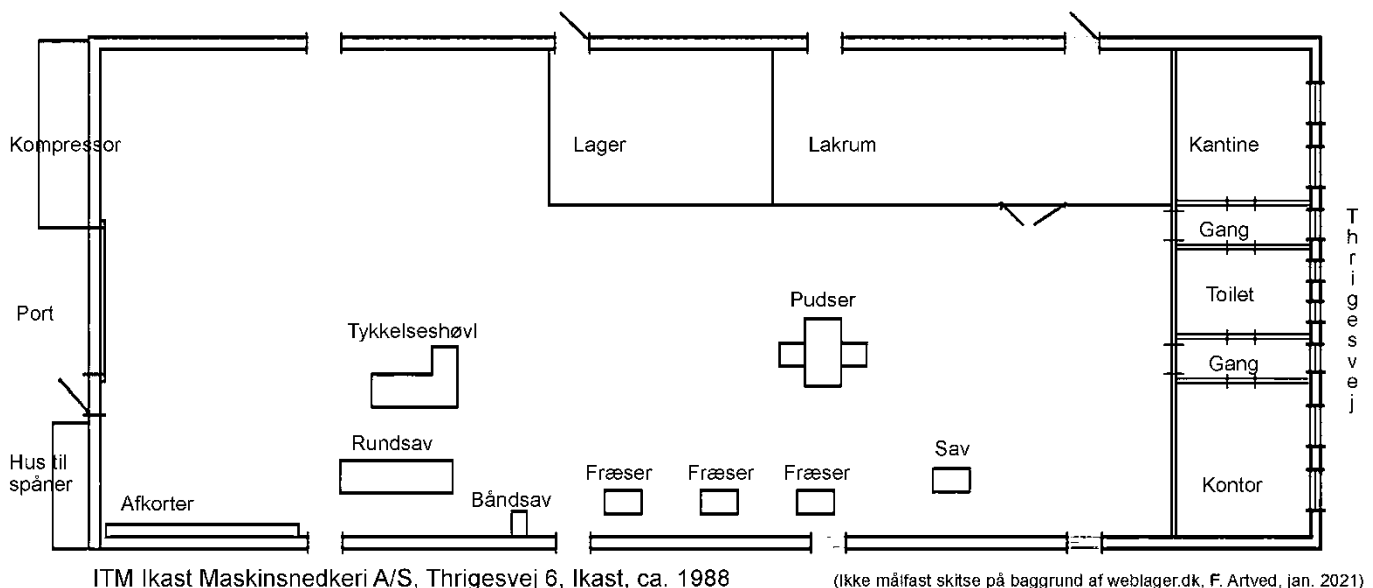 Kompressor
Lager
Lakrum
Kantine
Gang
Thrigesvej
Port
Toilet
Pudser
Tykkelseshøvl
Gang
Rundsav
Sav
Hus til
spåner
Fræser
Fræser
Fræser
Kontor
Afkorter
Båndsav
ITM Ikast Maskinsnedkeri A/S, Thrigesvej 6, Ikast, ca. 1988
(Ikke målfast skitse på baggrund af weblager.dk, F. Artved, jan. 2021)